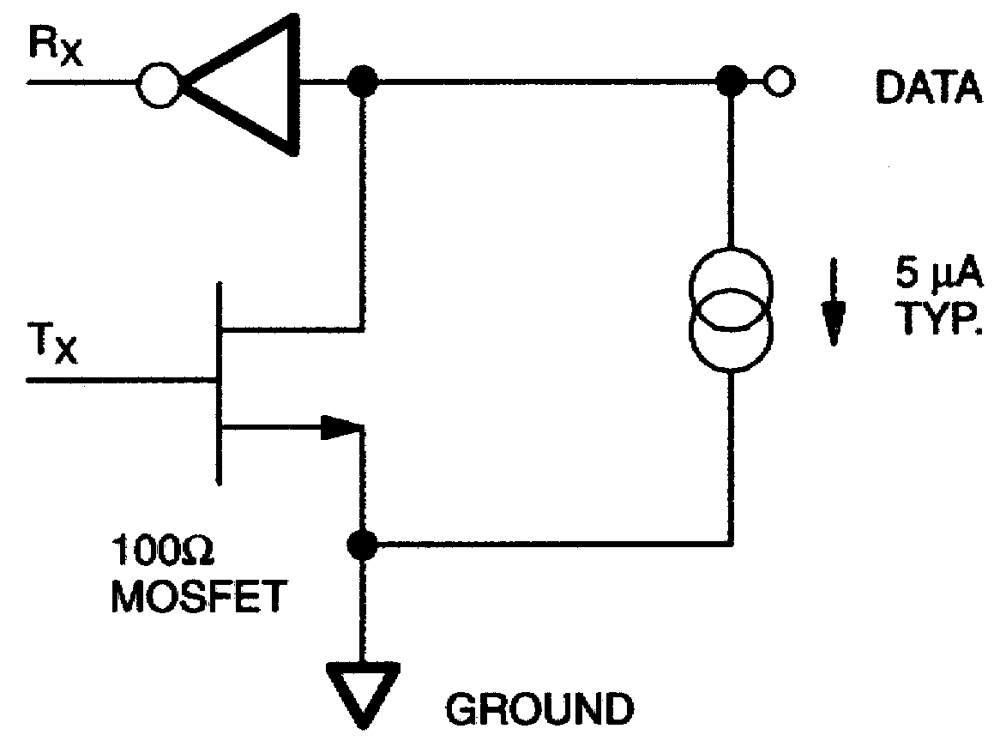 RX
DATA
5 μA
TYP.
TX
100Ω
MOSFET
GROUND